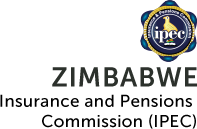 ipec
ZIMBABWE
Insurance and Pensions
Commission (IPEC)